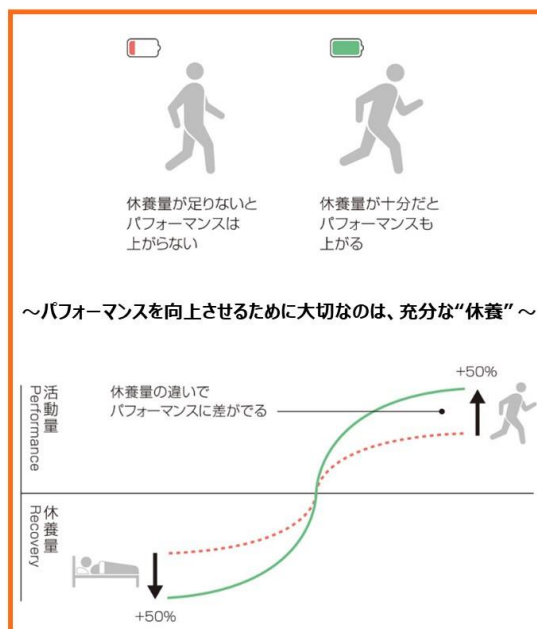 休養量が足りないと
パフォーマンスは
上がらない
休養量が十分だと
パフォーマンスも
上がる
～パフォーマンスを向上させるために大切なのは、充分な“休養”～
+50%
活動量
Performance
休養量の違いで
パフォーマンスに差がでる
休養量
Recovery
+50%